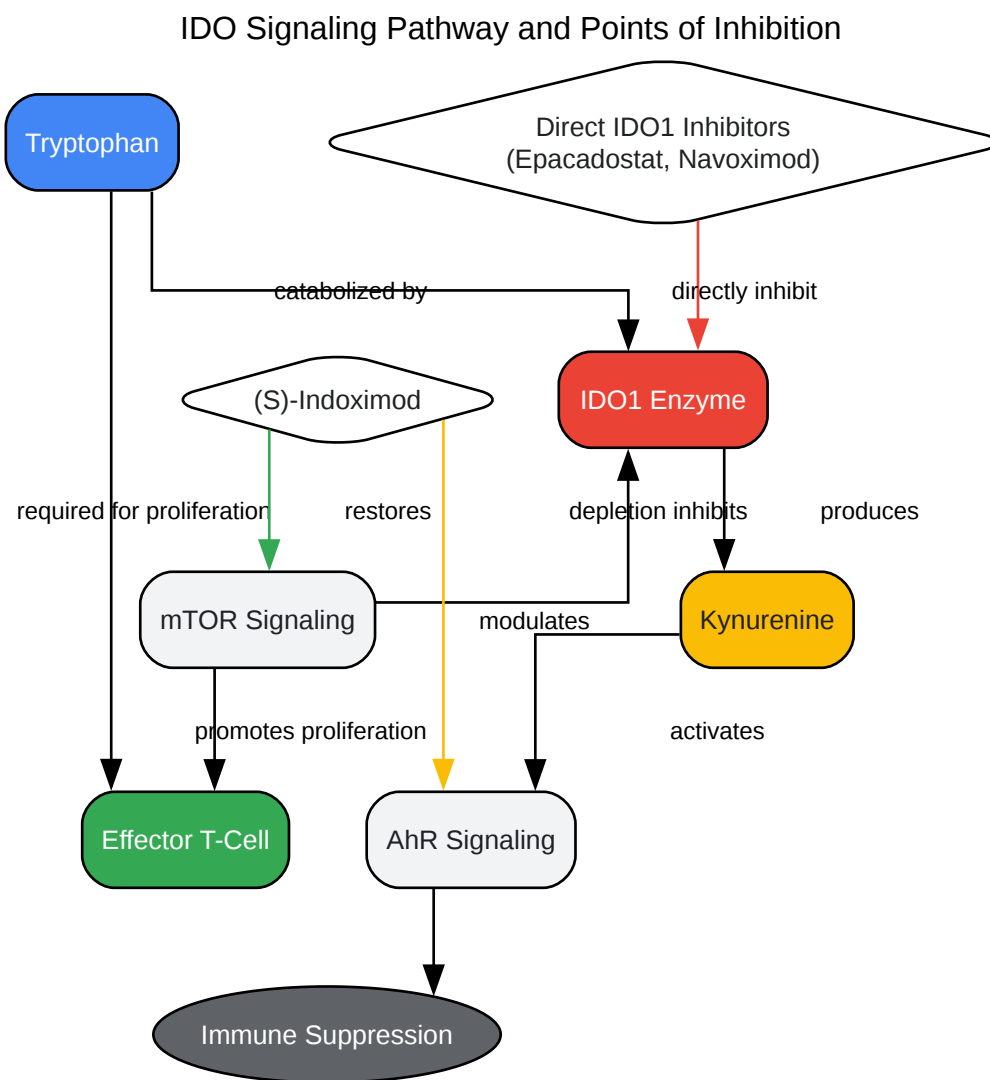 IDO Signaling Pathway and Points of Inhibition
Tryptophan
Direct IDO1 Inhibitors
(Epacadostat, Navoximod)
catabolized by
directly inhibit
(S)-Indoximod
IDO1 Enzyme
required for proliferation
restores
depletion inhibits
produces
mTOR Signaling
modulates
Kynurenine
promotes proliferation
activates
Effector T-Cell
AhR Signaling
Immune Suppression